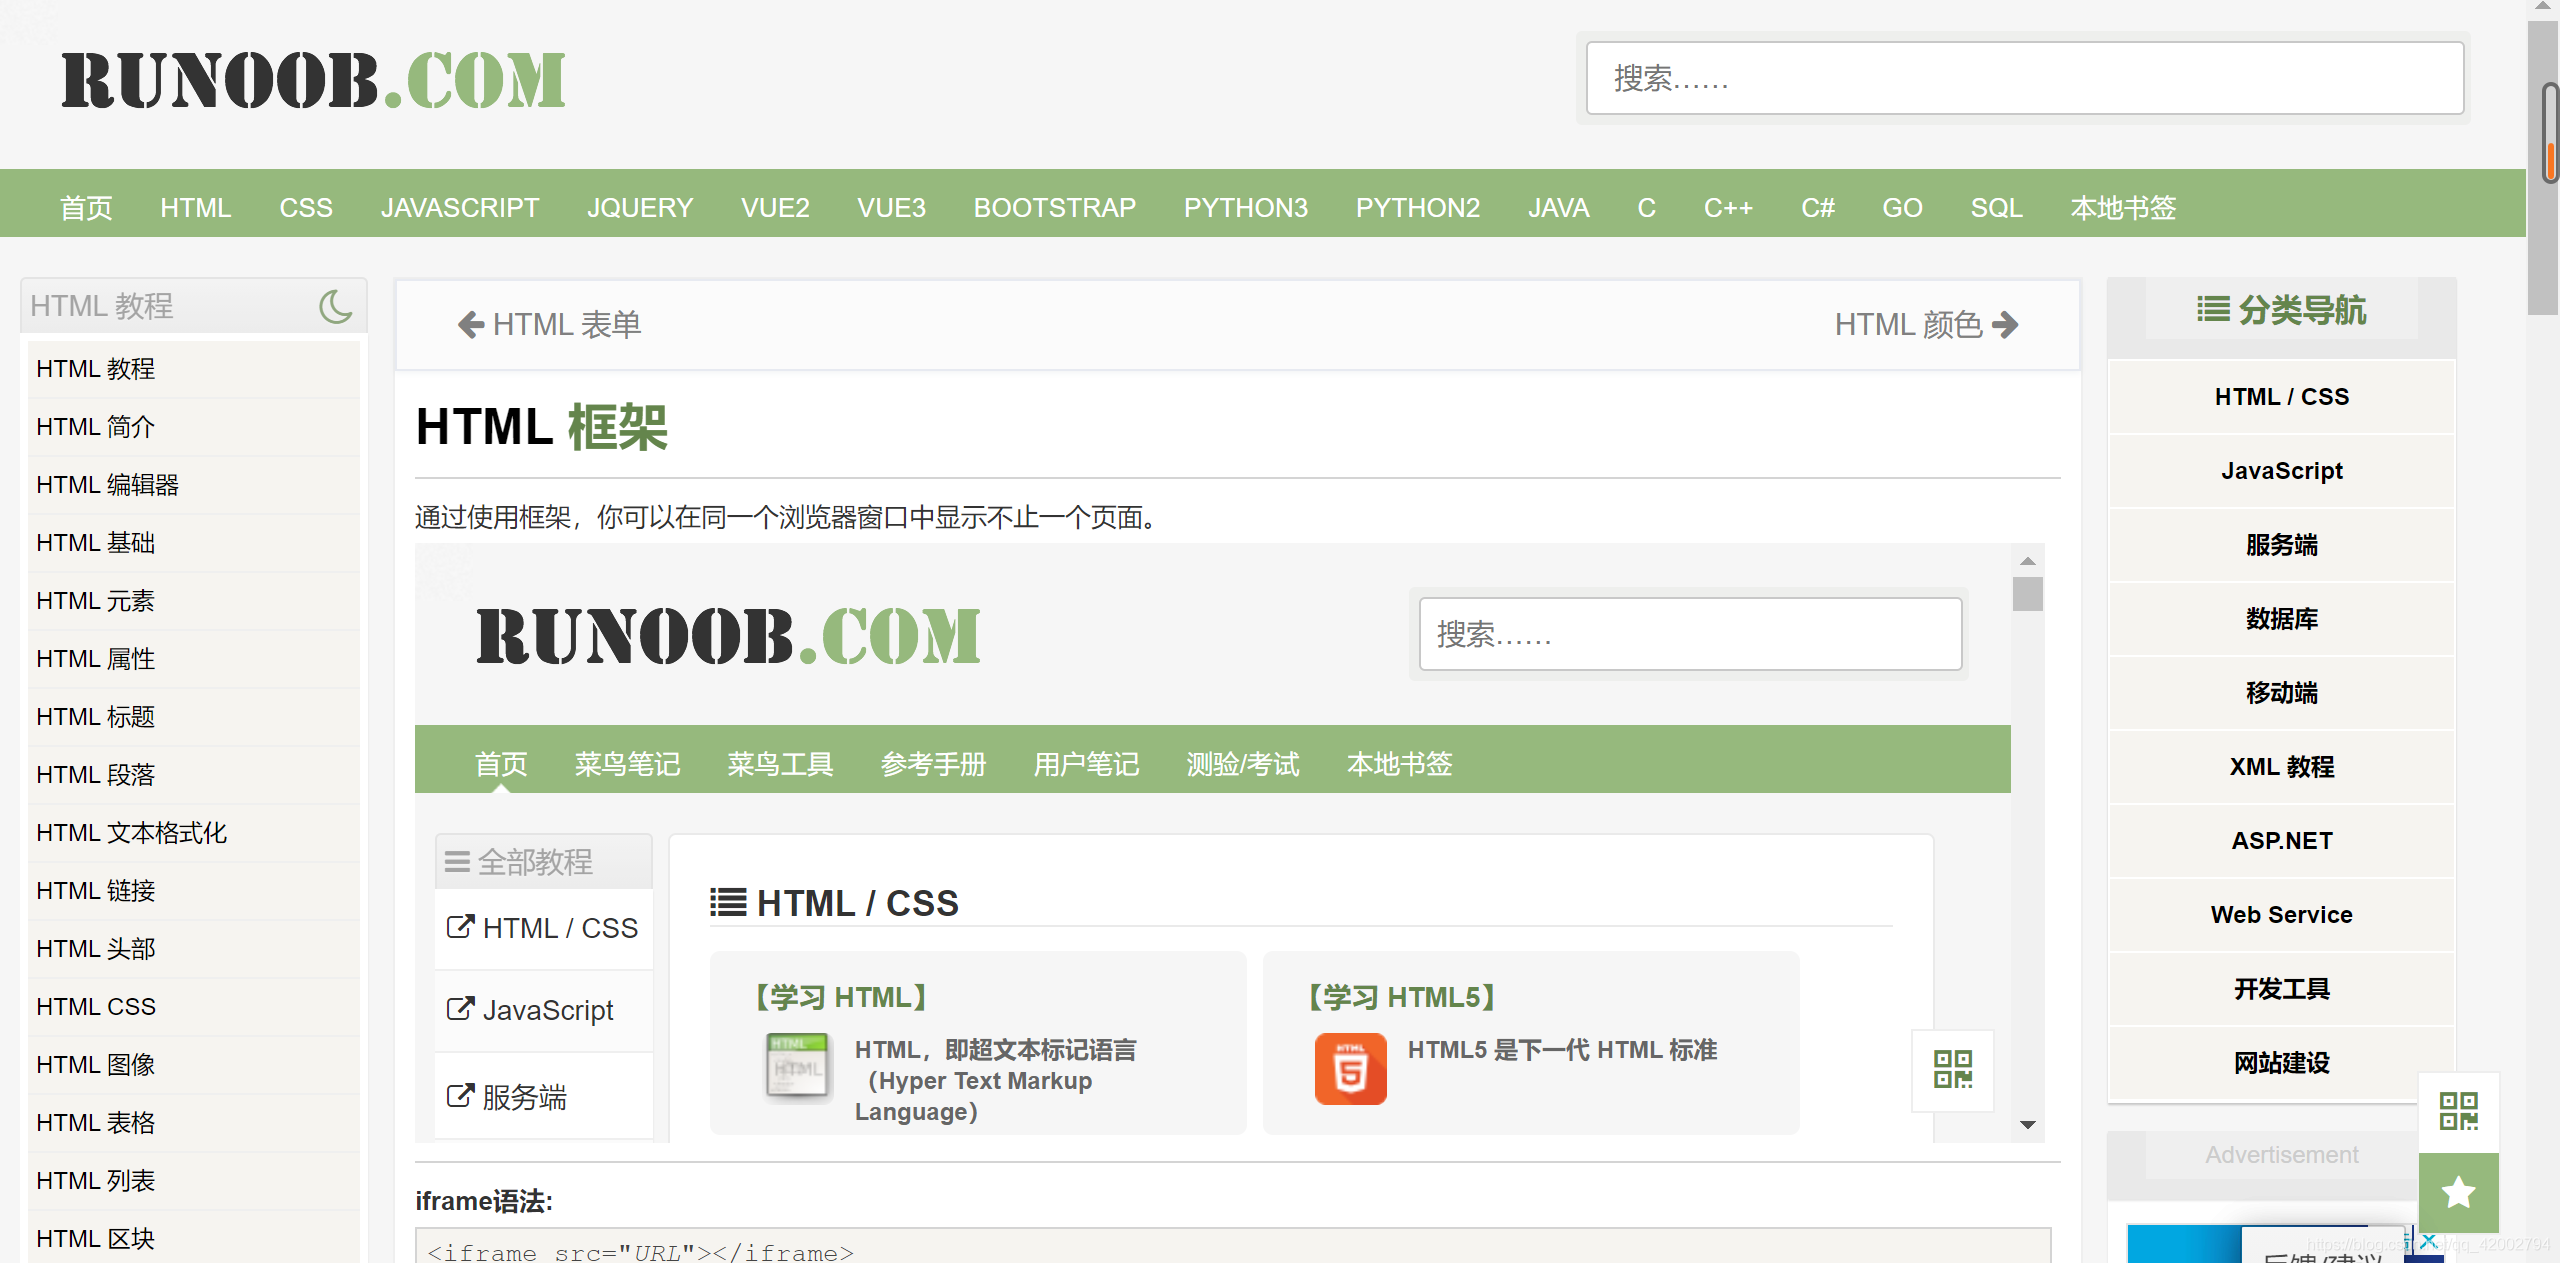 RUNOOB.COM
搜索……
首页 HTML CSS JAVASCRIPT JQUERY VUE2 VUE3 BOOTSTRAP PYTHON3 PYTHON2 JAVA C C++ C# GO SQL 本地书签
HTML 教程
HTML 教程
HTML 简介
HTML 编辑器
HTML 基础
HTML 元素
HTML 属性
HTML 标题
HTML 段落
HTML 文本格式化
HTML 链接
HTML 头部
HTML CSS
HTML 图像
HTML 表格
HTML 列表
HTML 区块
HTML 表单
HTML 颜色
HTML 框架
通过使用框架，你可以在同一个浏览器窗口中显示不止一个页面。
RUNOOB.COM
搜索……
首页 菜鸟笔记 菜鸟工具 参考手册 用户笔记 测验/考试 本地书签
全部教程
HTML / CSS
JavaScript
服务端
HTML / CSS
【学习 HTML】
HTML
HTML
HTML，即超文本标记语言
（Hyper Text Markup
Language）
【学习 HTML5】
HTML
5
HTML5 是下一代 HTML 标准
iframe语法:
<iframe src="URL"></iframe>
分类导航
HTML / CSS
JavaScript
服务端
数据库
移动端
XML 教程
ASP.NET
Web Service
开发工具
网站建设
Advertisement
反馈/建议